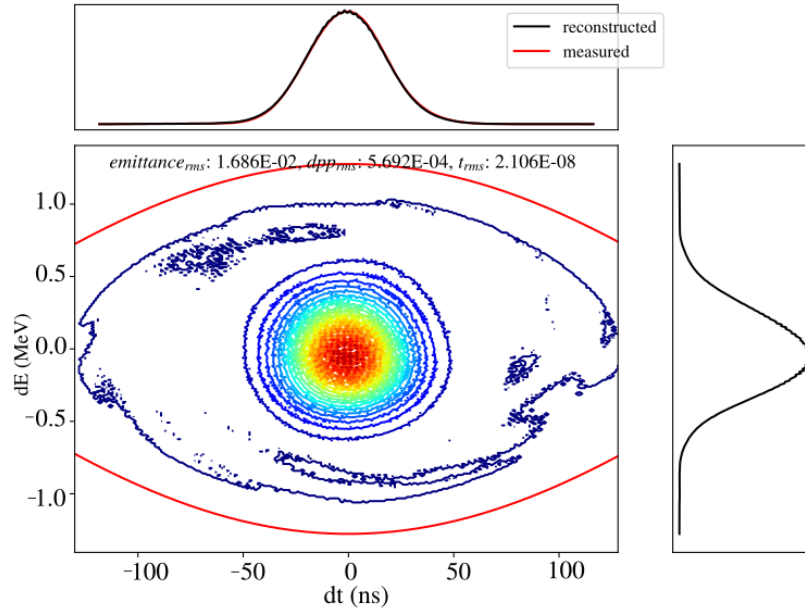 reconstructed
measured
emittance_rms: 1.686E-02, dpp_rms: 5.692E-04, t_rms: 2.106E-08
1.0
0.5
0.0
-0.5
-1.0
dE (MeV)
-100 -50 0 50 100
dt (ns)